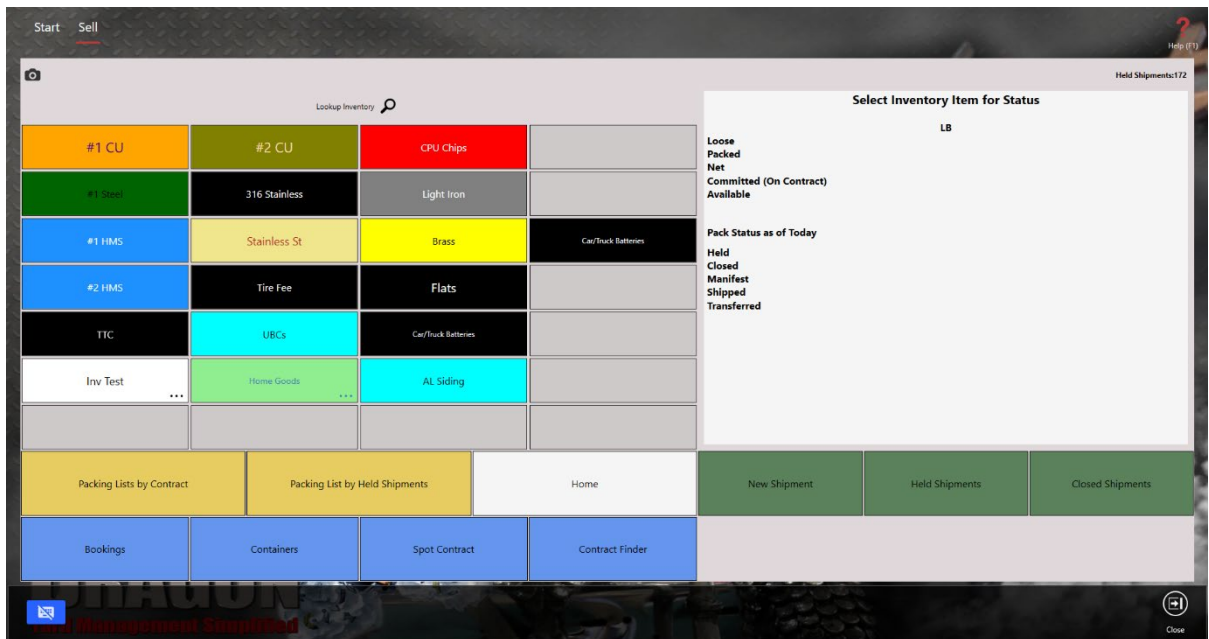 Start Sell
Help (F1)
Held Shipments:172
Lookup Inventory
Select Inventory Item for Status
LB
#1 CU #2 CU CPU Chips
Loose
Packed
Net
Committed (On Contract)
Available
#1 Steel 316 Stainless Light Iron
#1 HMS Stainless St Brass Car/Truck Batteries
Pack Status as of Today
Held
Closed
Manifest
Shipped
Transferred
#2 HMS Tire Fee Flats
TTC UBCs Car/Truck Batteries
Inv Test ... Home Goods ... AL Siding
Packing Lists by Contract Packing List by Held Shipments Home New Shipment Held Shipments Closed Shipments
Bookings Containers Spot Contract Contract Finder
DRAGON
Management Simplified
Close